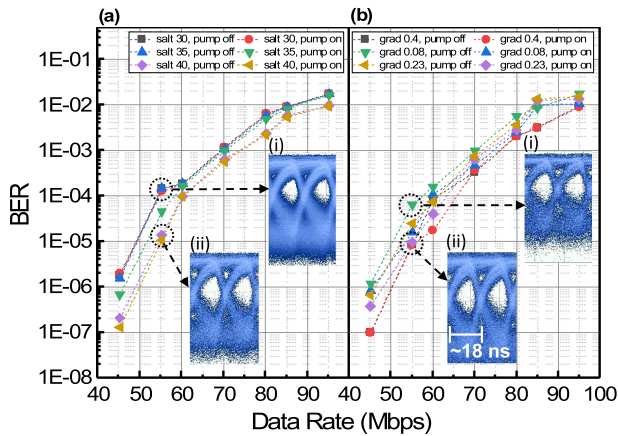 (a)
(b)
salt 30, pump off
salt 30, pump on
salt 35, pump off
salt 35, pump on
salt 40, pump off
salt 40, pump on
grad 0.4, pump off
grad 0.4, pump on
grad 0.08, pump off
grad 0.08, pump on
grad 0.23, pump off
grad 0.23, pump on
1E-01
1E-02
1E-03
1E-04
1E-05
1E-06
1E-07
1E-08
BER
(i)
(ii)
(i)
(ii)
~18 ns
40 50 60 70 80 90
40 50 60 70 80 90 100
Data Rate (Mbps)